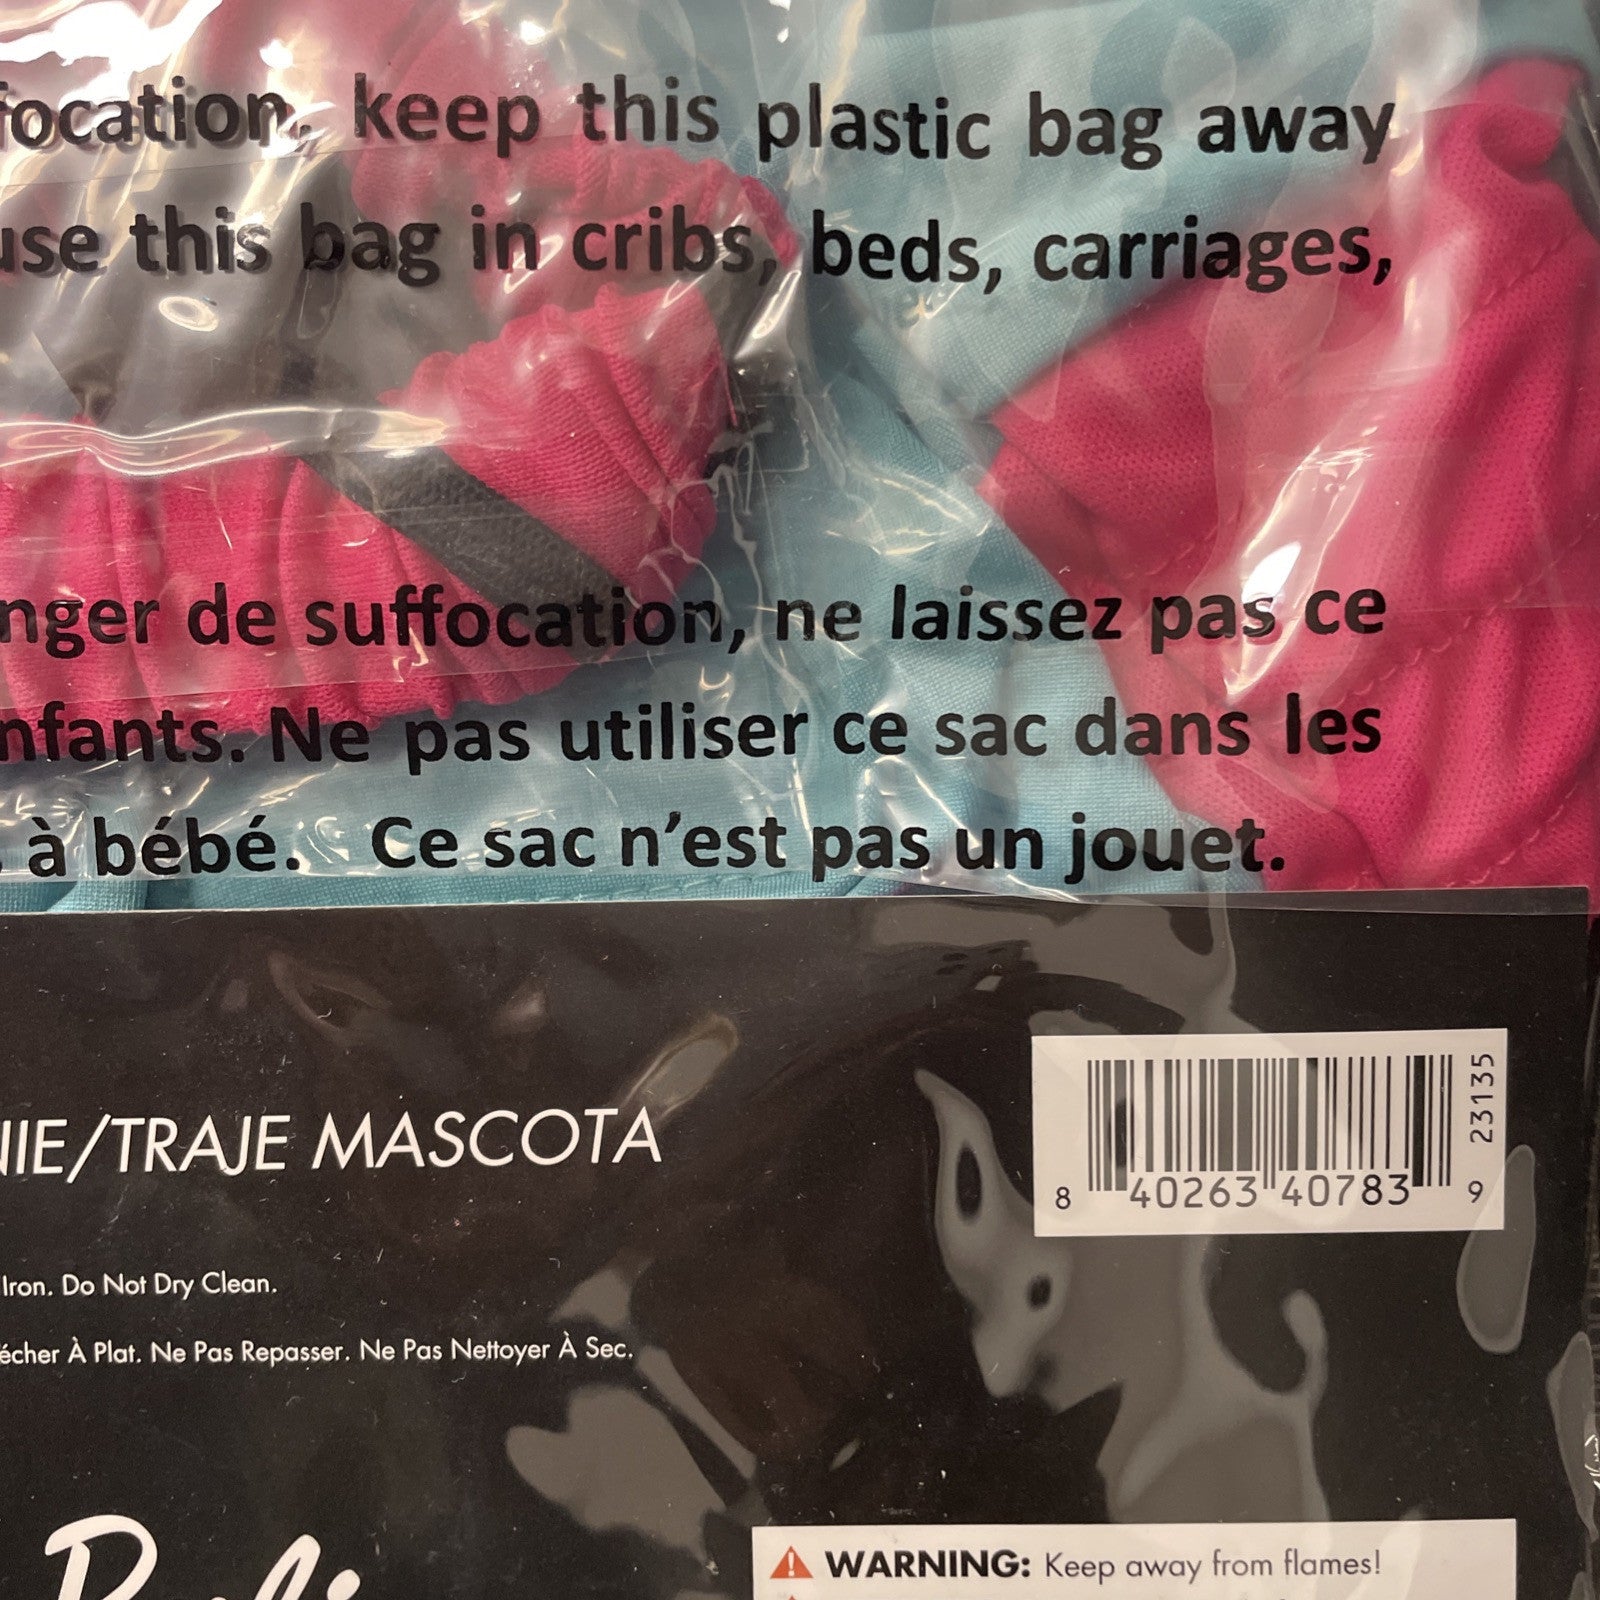 focation, keep this plastic bag away
use this bag in cribs, beds, carriages,
nger de suffocation, ne laissez pas ce
nfants. Ne pas utiliser ce sac dans les
à bébé. Ce sac n'est pas un jouet.
NIE/TRAJE MASCOTA
23135
8 40263 40783 9
Iron. Do Not Dry Clean.
écher À Plat. Ne Pas Repasser. Ne Pas Nettoyer À Sec.
WARNING: Keep away from flames!